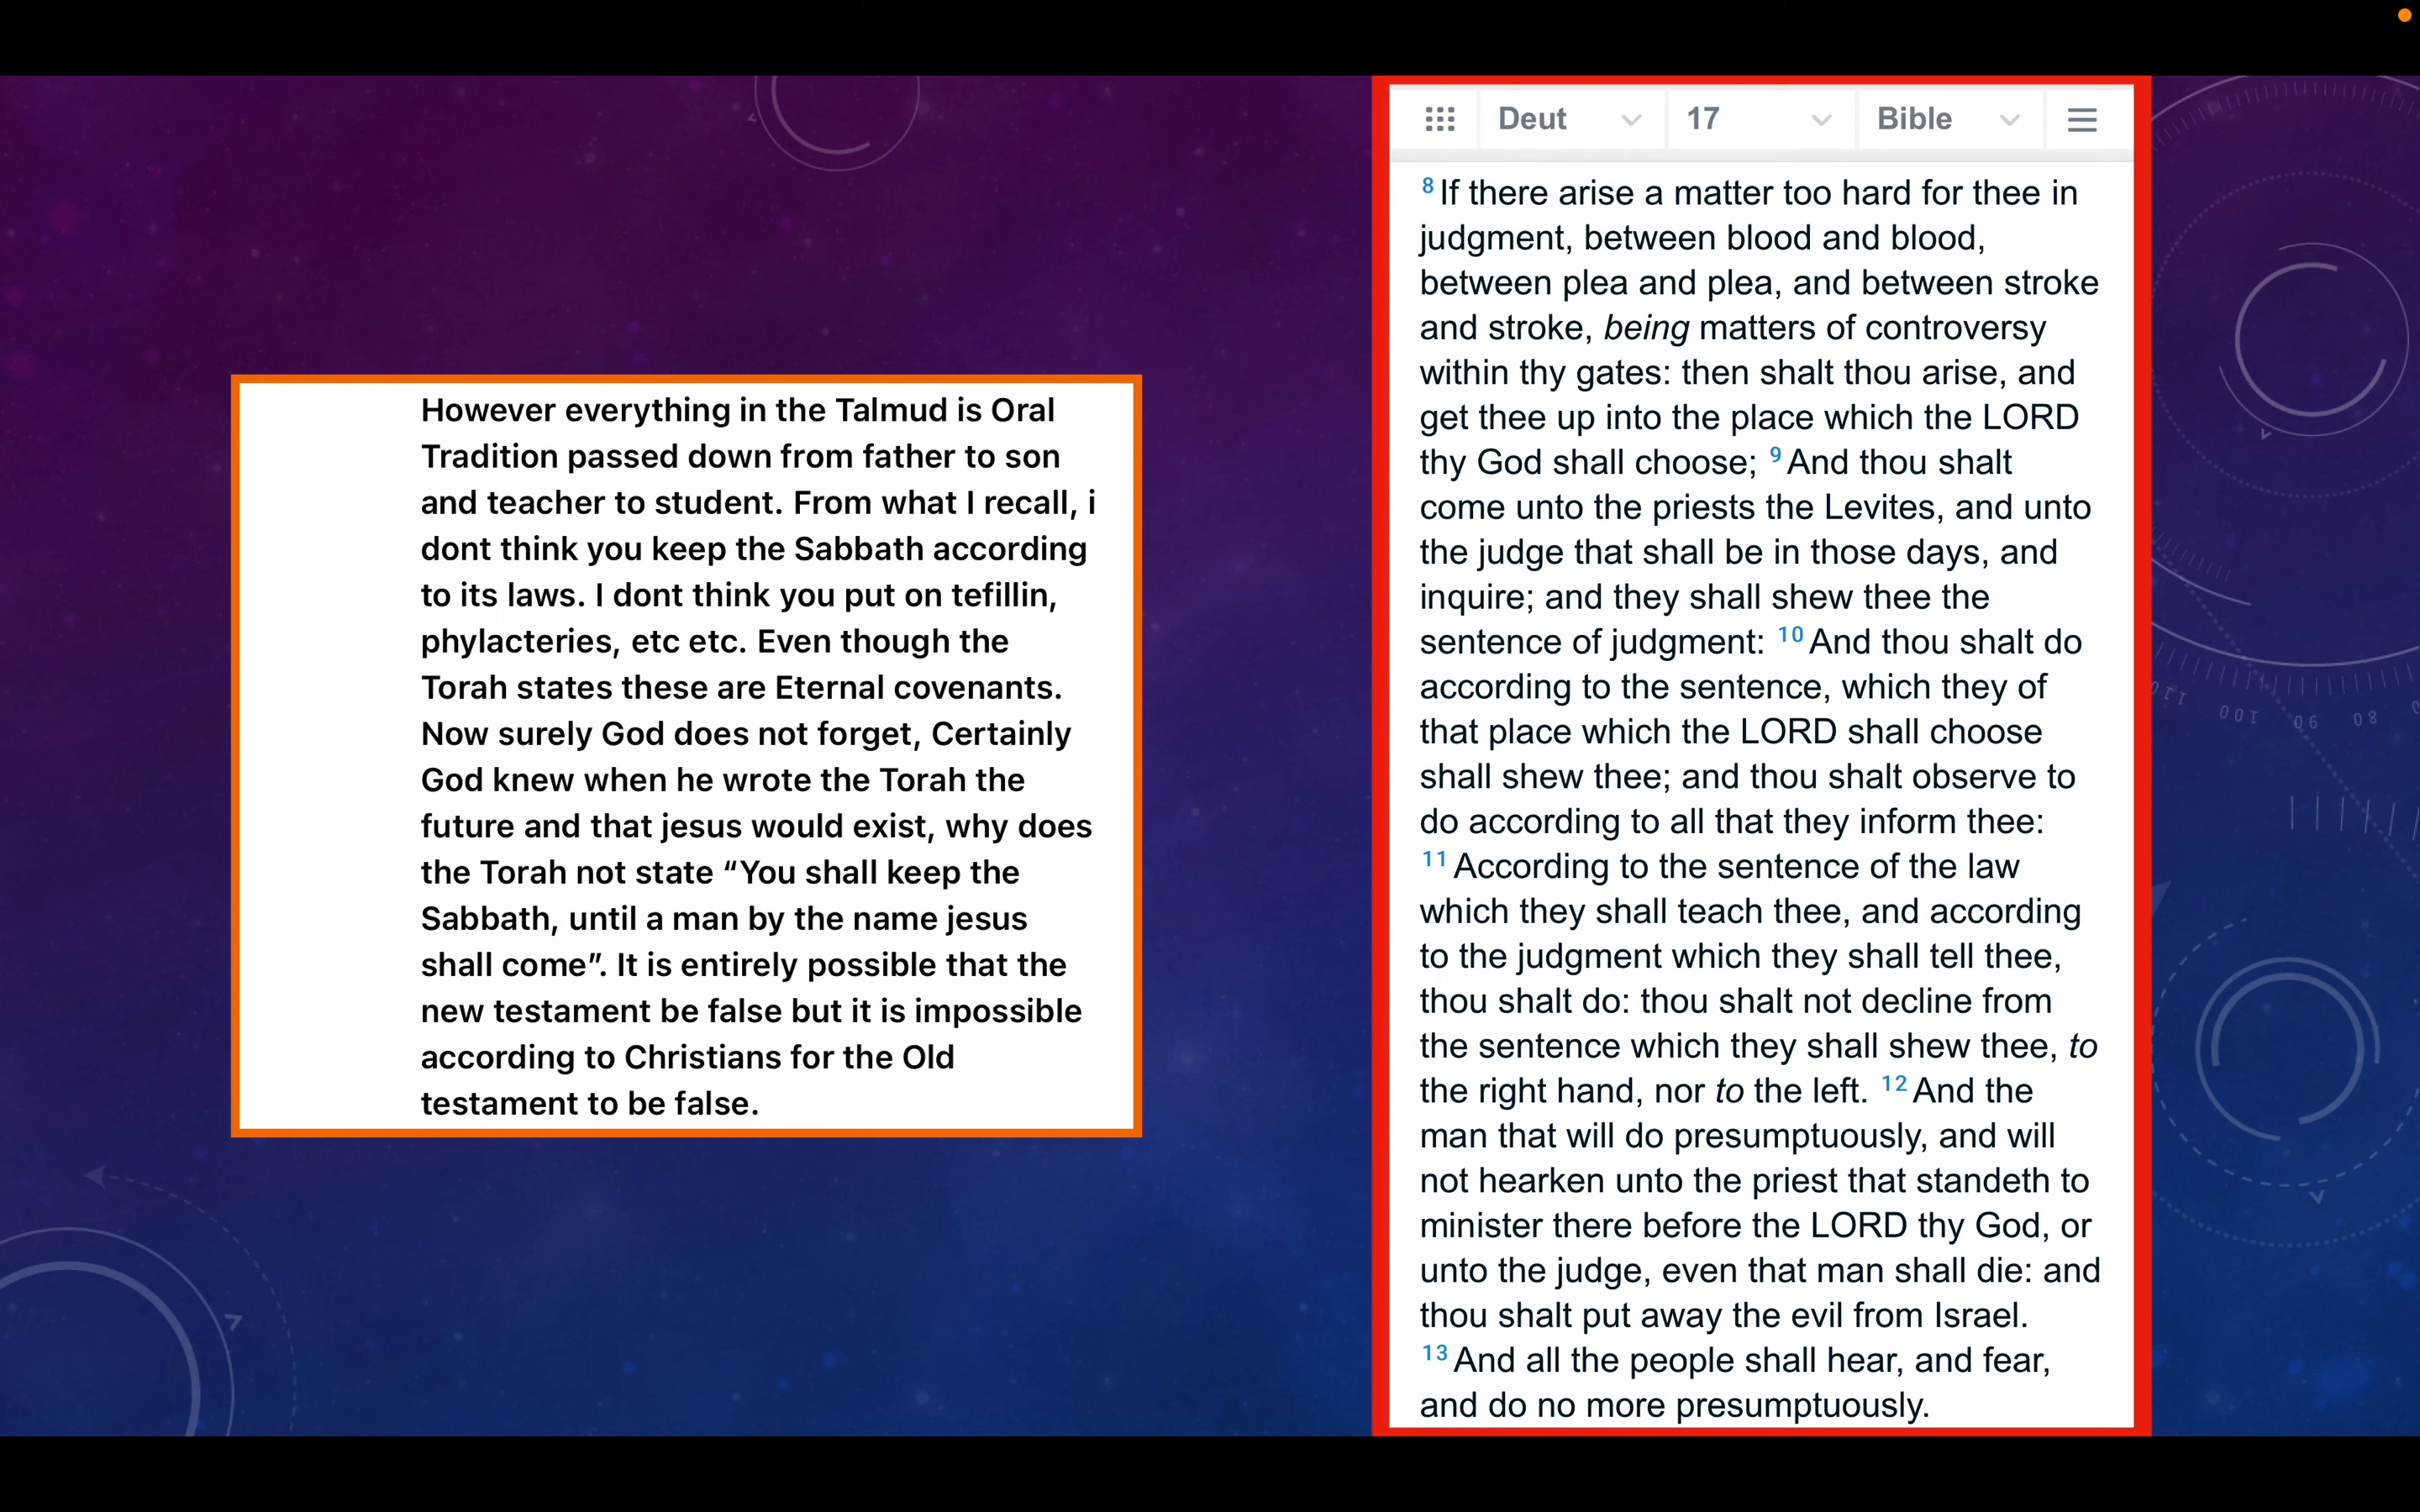 However everything in the Talmud is Oral
Tradition passed down from father to son
and teacher to student. From what I recall, i
dont think you keep the Sabbath according
to its laws. I dont think you put on tefillin,
phylacteries, etc etc. Even though the
Torah states these are Eternal covenants.
Now surely God does not forget, Certainly
God knew when he wrote the Torah the
future and that jesus would exist, why does
the Torah not state “You shall keep the
Sabbath, until a man by the name jesus
shall come”. It is entirely possible that the
new testament be false but it is impossible
according to Christians for the Old
testament to be false.
Deut 17 Bible
8 If there arise a matter too hard for thee in
judgment, between blood and blood,
between plea and plea, and between stroke
and stroke, being matters of controversy
within thy gates: then shalt thou arise, and
get thee up into the place which the LORD
thy God shall choose; 9 And thou shalt
come unto the priests the Levites, and unto
the judge that shall be in those days, and
inquire; and they shall shew thee the
sentence of judgment: 10 And thou shalt do
according to the sentence, which they of
that place which the LORD shall choose
shall shew thee; and thou shalt observe to
do according to all that they inform thee:
11 According to the sentence of the law
which they shall teach thee, and according
to the judgment which they shall tell thee,
thou shalt do: thou shalt not decline from
the sentence which they shall shew thee, to
the right hand, nor to the left. 12 And the
man that will do presumptuously, and will
not hearken unto the priest that standeth to
minister there before the LORD thy God, or
unto the judge, even that man shall die: and
thou shalt put away the evil from Israel.
13 And all the people shall hear, and fear,
and do no more presumptuously.
110 100 90 80